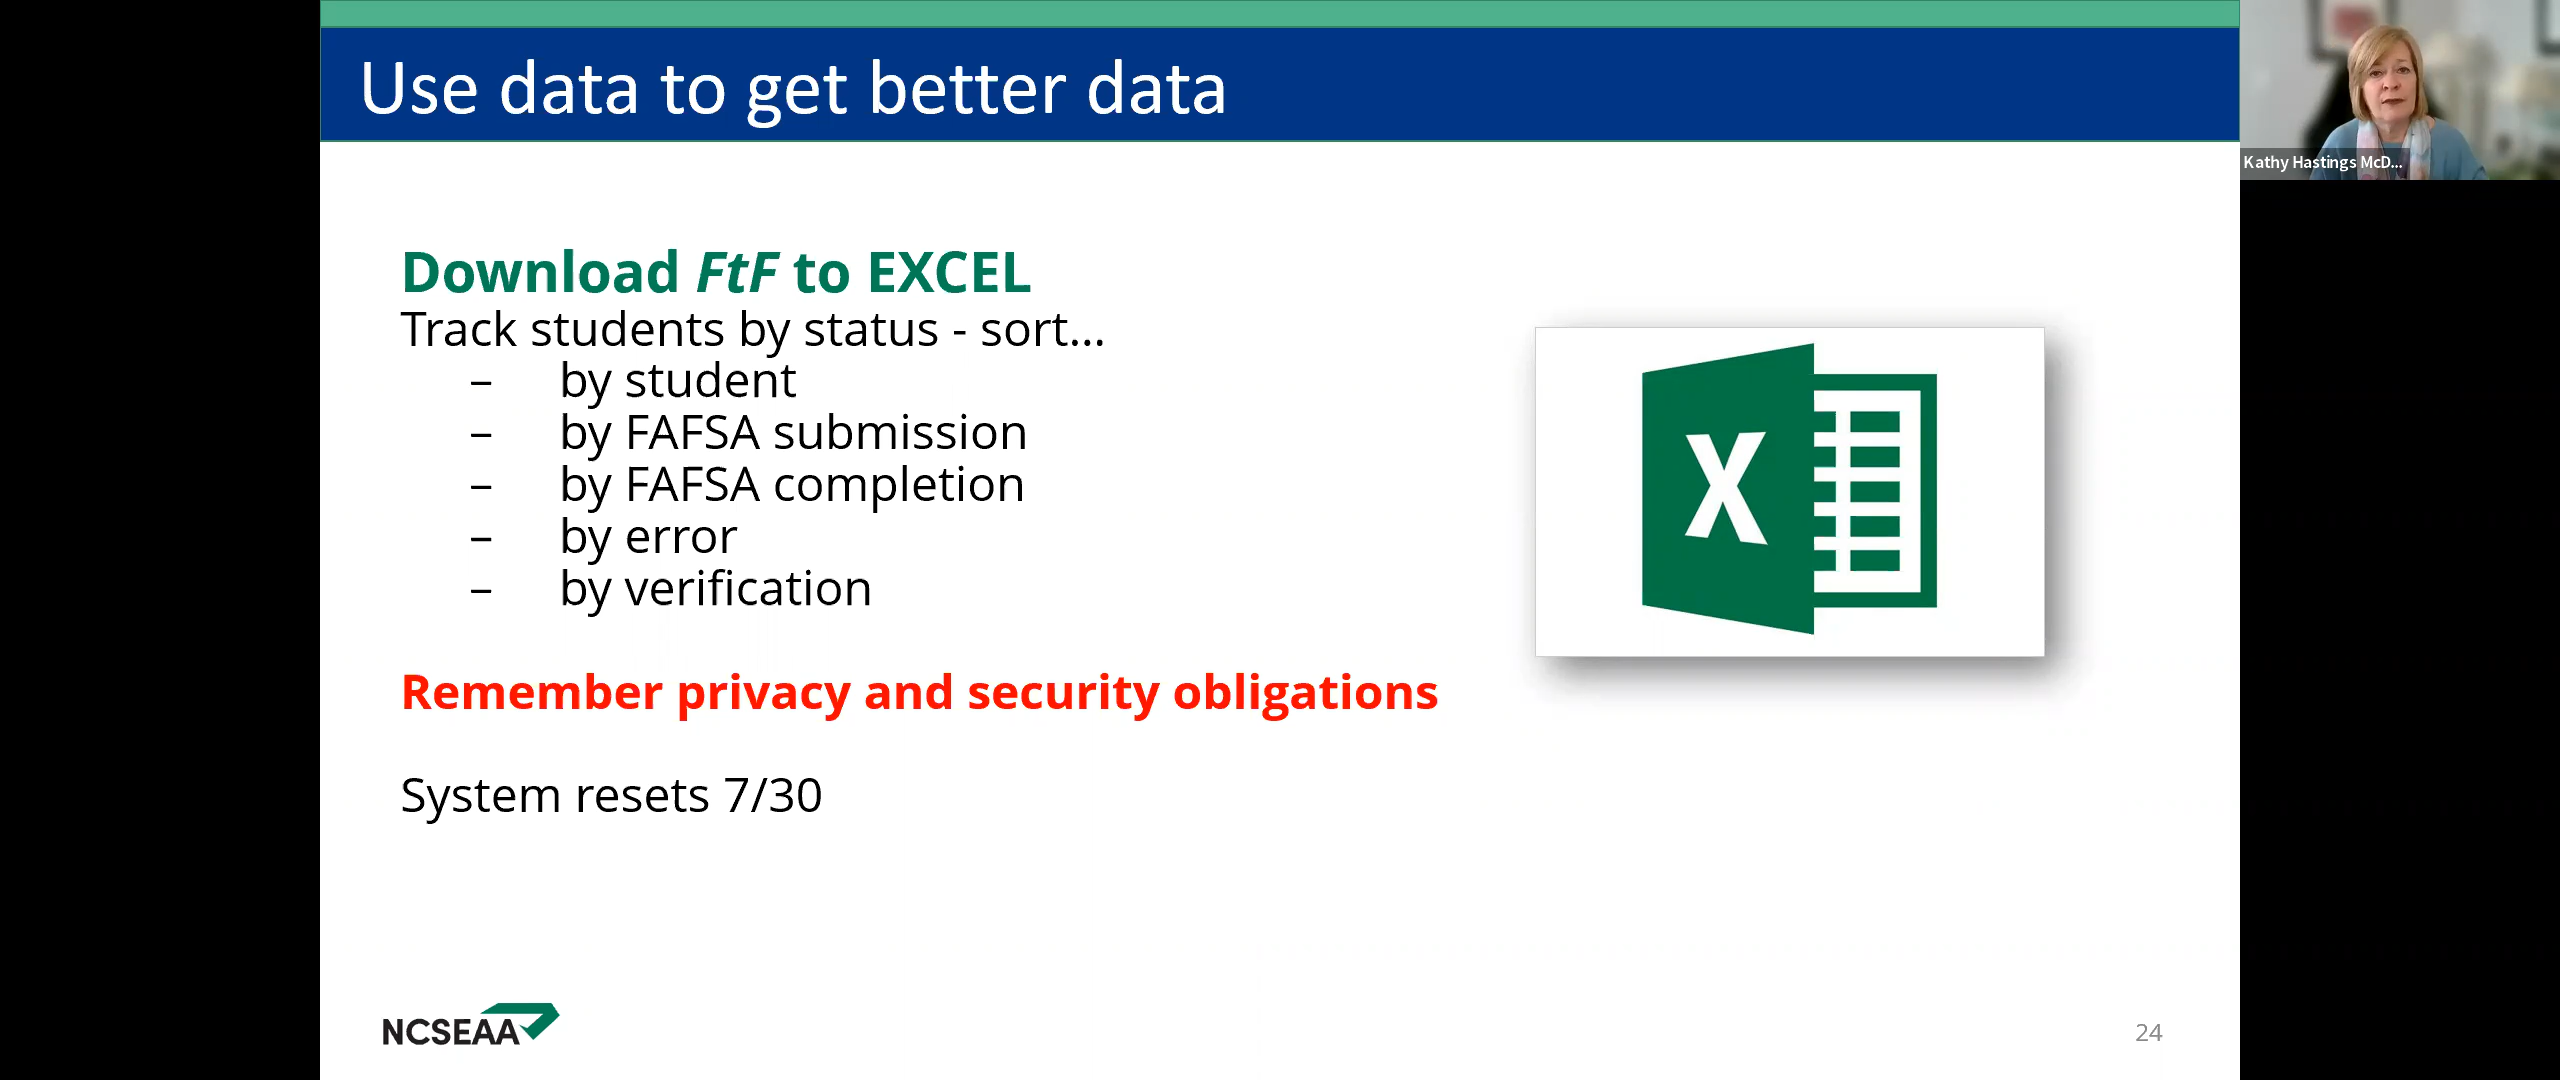 Use data to get better data
Kathy Hastings McD...
Download FtF to EXCEL
Track students by status - sort...
– by student
– by FAFSA submission
– by FAFSA completion
– by error
– by verification
X
Remember privacy and security obligations
System resets 7/30
NCSEAA
24